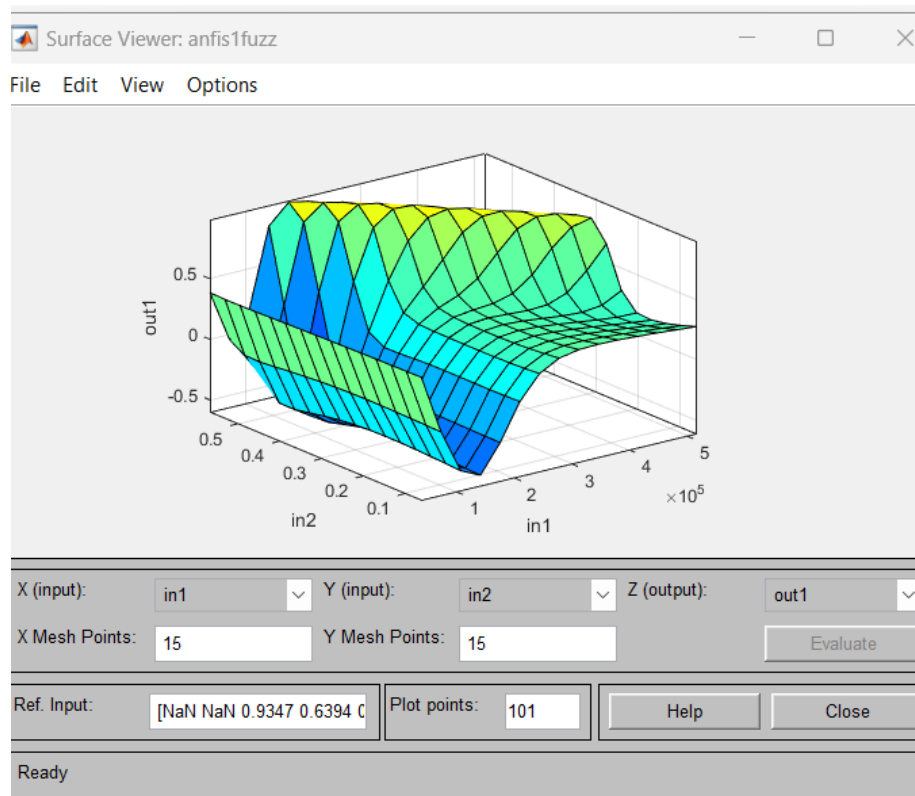 Surface Viewer: anfis1fuzz
File Edit View Options
0.5
0
-0.5
out1
0.5
0.4
0.3
0.2
0.1
in2
1
2
3
4
5
×10⁵
in1
X (input): in1 Y (input): in2 Z (output): out1
X Mesh Points: 15 Y Mesh Points: 15 Evaluate
Ref. Input: [NaN NaN 0.9347 0.6394 Plot points: 101 Help Close
Ready